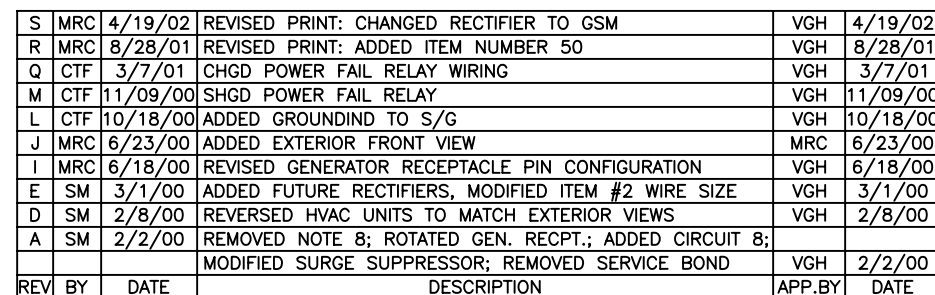 S MRC 4/19/02 REVISED PRINT: CHANGED RECTIFIER TO GSM VGH 4/19/02
R MRC 8/28/01 REVISED PRINT: ADDED ITEM NUMBER 50 VGH 8/28/01
Q CTF 3/7/01 CHGD POWER FAIL RELAY WIRING VGH 3/7/01
M CTF 11/09/00 SHGD POWER FAIL RELAY VGH 11/09/00
L CTF 10/18/00 ADDED GROUNDIND TO S/G VGH 10/18/00
J MRC 6/23/00 ADDED EXTERIOR FRONT VIEW MRC 6/23/00
I MRC 6/18/00 REVISED GENERATOR RECEPTACLE PIN CONFIGURATION VGH 6/18/00
E SM 3/1/00 ADDED FUTURE RECTIFIERS, MODIFIED ITEM #2 WIRE SIZE VGH 3/1/00
D SM 2/8/00 REVERSED HVAC UNITS TO MATCH EXTERIOR VIEWS VGH 2/8/00
A SM 2/2/00 REMOVED NOTE 8; ROTATED GEN. RECPT.; ADDED CIRCUIT 8;
MODIFIED SURGE SUPPRESSOR; REMOVED SERVICE BOND VGH 2/2/00
REV BY DATE DESCRIPTION APP.BY DATE